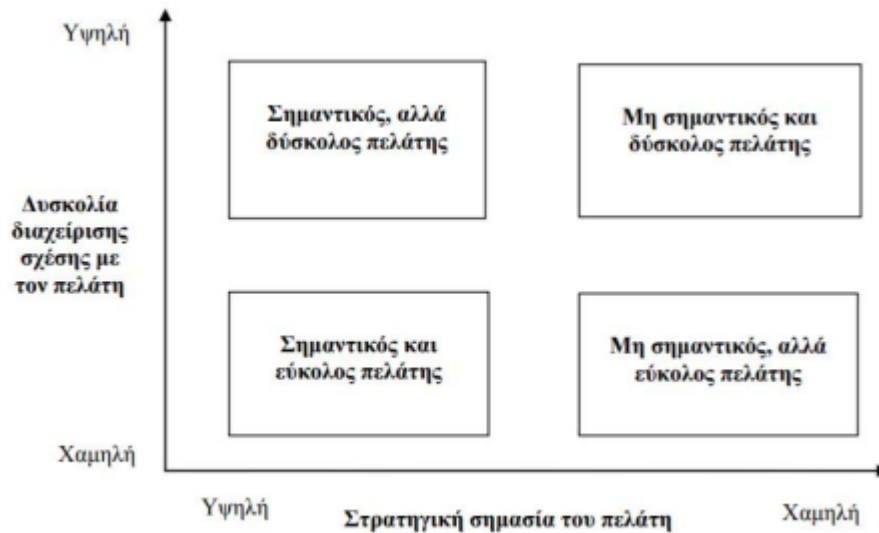 Υψηλή
Σημαντικός, αλλά
δύσκολος πελάτης
Μη σημαντικός και
δύσκολος πελάτης
Δυσκολία
διαχείρισης
σχέσης με
τον πελάτη
Σημαντικός και
εύκολος πελάτης
Μη σημαντικός, αλλά
εύκολος πελάτης
Χαμηλή
Υψηλή
Στρατηγική σημασία του πελάτη
Χαμηλή